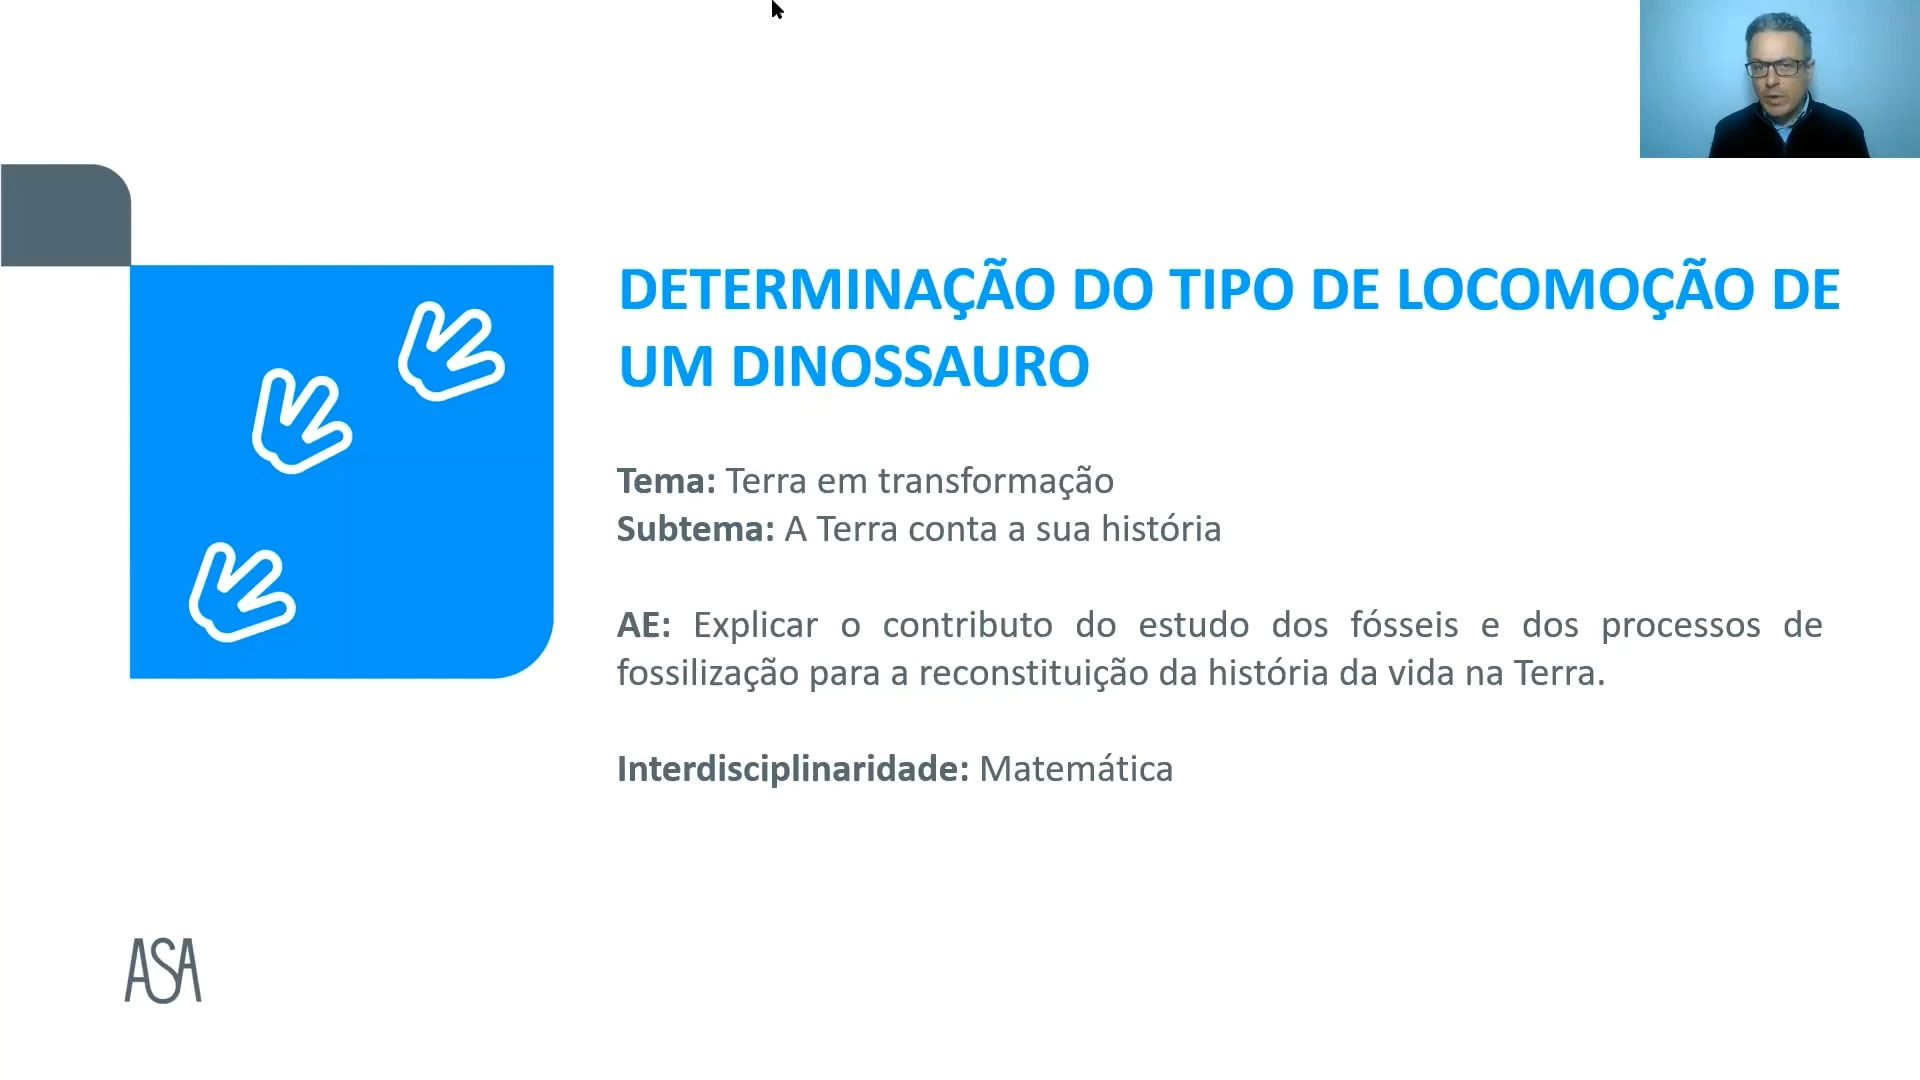 DETERMINAÇÃO DO TIPO DE LOCOMOÇÃO DE
UM DINOSSAURO
Tema: Terra em transformação
Subtema: A Terra conta a sua história
AE: Explicar o contributo do estudo dos fósseis e dos processos de
fossilização para a reconstituição da história da vida na Terra.
Interdisciplinaridade: Matemática
ASA